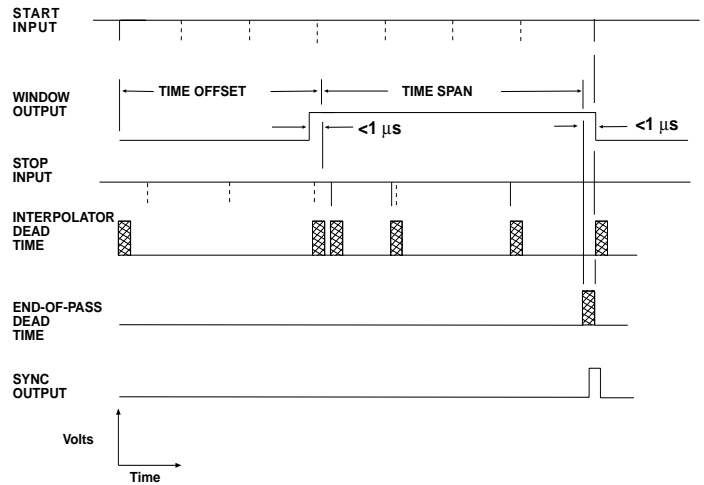 START
INPUT
TIME OFFSET
TIME SPAN
WINDOW
OUTPUT
<1 μs
<1 μs
STOP
INPUT
INTERPOLATOR
DEAD
TIME
END-OF-PASS
DEAD
TIME
SYNC
OUTPUT
Volts
Time